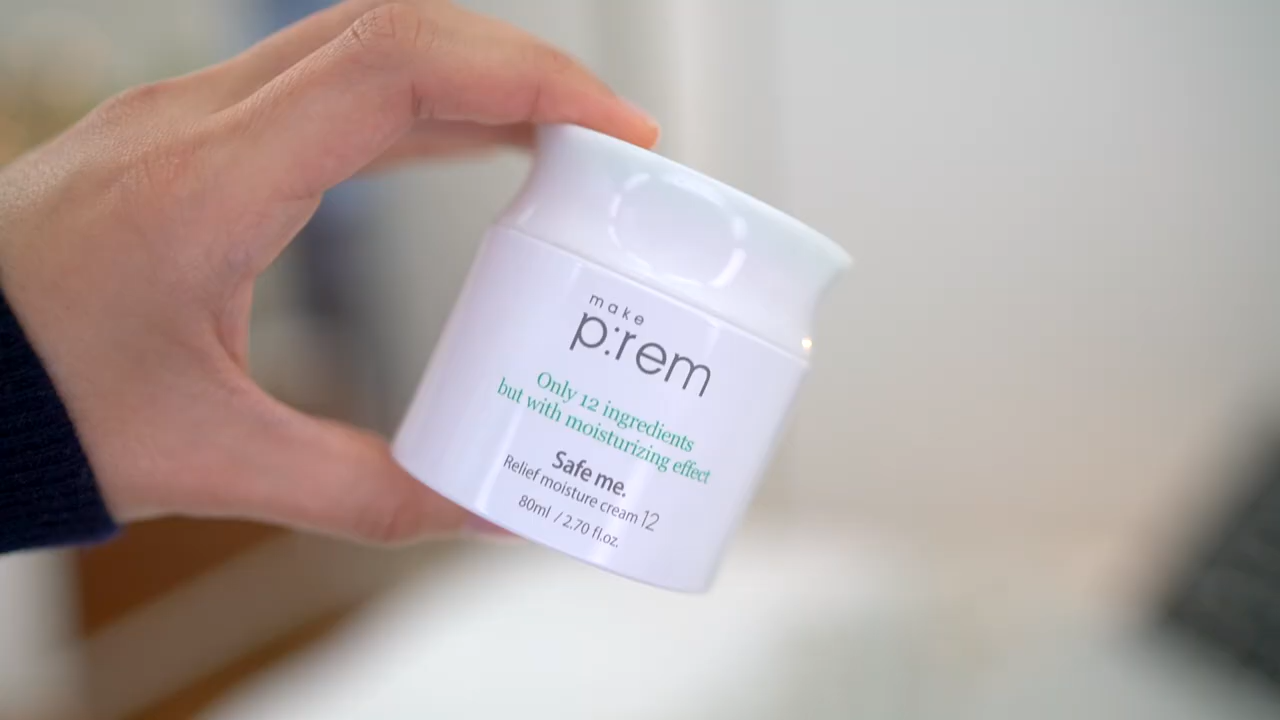 make
p:rem
Only 12 ingredients
but with moisturizing effect
Safe me.
Relief moisture cream 12
80ml / 2.70 fl.oz.